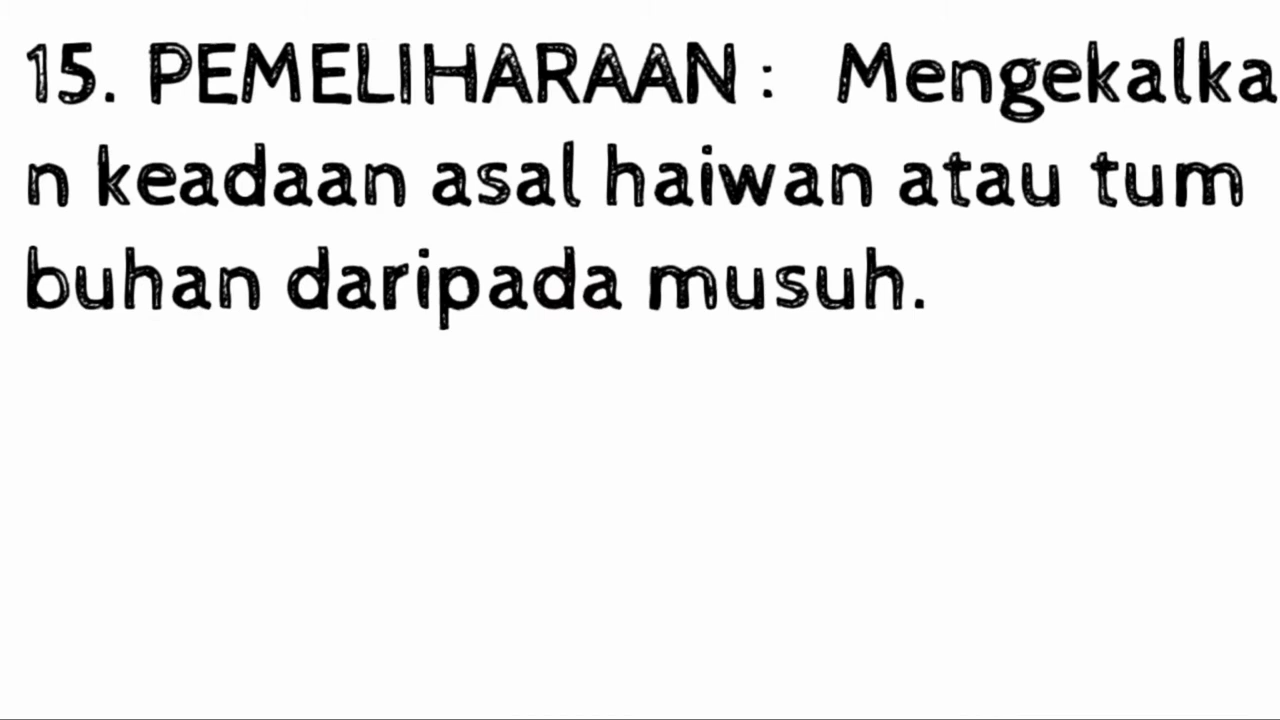 15. PEMELIHARAAN : Mengekalka
n keadaan asal haiwan atau tum
buhan daripada musuh.